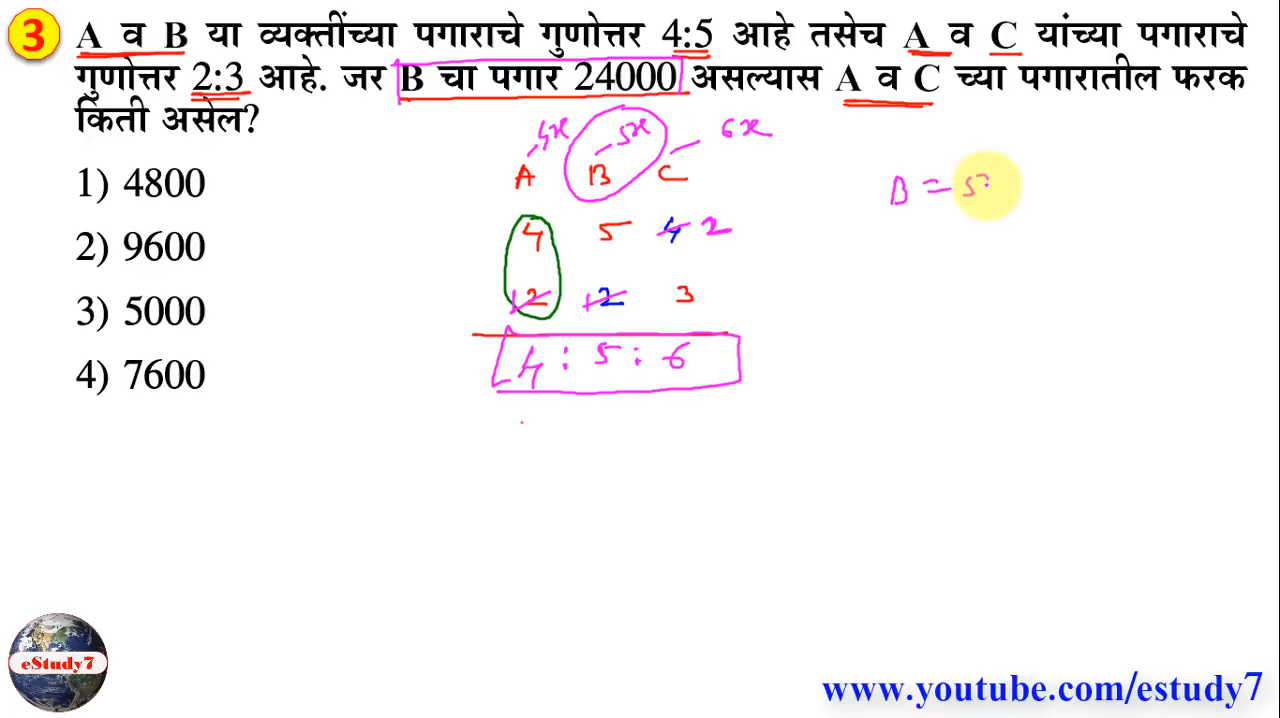 3 A व B या व्यक्तींच्या पगाराचे गुणोत्तर 4:5 आहे तसेच A व C यांच्या पगाराचे
गुणोत्तर 2:3 आहे. जर B चा पगार 24000 असल्यास A व C च्या पगारातील फरक
किती असेल?
4x 5x 6x
A B C
B = 5
1) 4800
4 5 4 2
2) 9600
2 2 3
3) 5000
4 : 5 : 6
4) 7600
eStudy7
www.youtube.com/estudy7